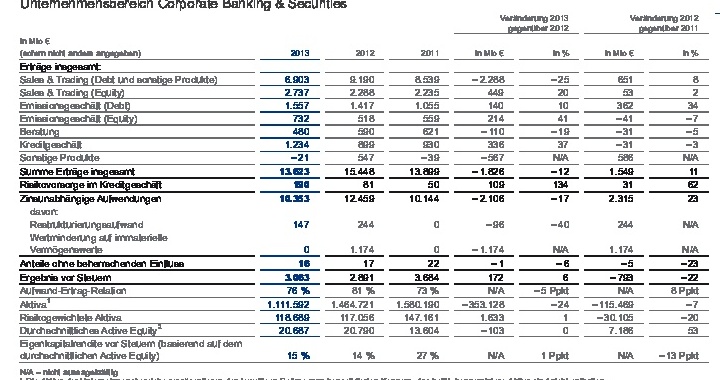 Unternehmensbereich Corporate Banking & Securities
Veränderung 2013 gegenüber 2012 Veränderung 2012 gegenüber 2011
in Mio €
(sofern nicht anders angegeben) 2013 2012 2011 in Mio € in % in Mio € in %
Erträge insgesamt:
Sales & Trading (Debt und sonstige Produkte) 6.903 9.190 8.539 –2.288 –25 651 8
Sales & Trading (Equity) 2.737 2.288 2.235 449 20 53 2
Emissionsgeschäft (Debt) 1.557 1.417 1.055 140 10 362 34
Emissionsgeschäft (Equity) 732 518 559 214 41 –41 –7
Beratung 480 590 621 –110 –19 –31 –5
Kreditgeschäft 1.234 899 930 336 37 –31 –3
Sonstige Produkte –21 547 –39 –567 N/A 586 N/A
Summe Erträge insgesamt 13.623 15.448 13.899 –1.826 –12 1.549 11
Risikovorsorge im Kreditgeschäft 190 81 50 109 134 31 62
Zinsunabhängige Aufwendungen 10.353 12.459 10.144 –2.106 –17 2.315 23
davon:
Restrukturierungsaufwand 147 244 0 –96 –40 244 N/A
Wertminderung auf immaterielle
Vermögenswerte 0 1.174 0 –1.174 N/A 1.174 N/A
Anteile ohne beherrschenden Einfluss 16 17 22 –1 –6 –5 –23
Ergebnis vor Steuern 3.063 2.891 3.684 172 6 –793 –22
Aufwand-Ertrag-Relation 76 % 81 % 73 % N/A –5 Ppkt N/A 8 Ppkt
Aktiva1 1.111.592 1.464.721 1.580.190 –353.128 –24 –115.469 –7
Risikogewichtete Aktiva 118.689 117.056 147.161 1.633 1 –30.105 –20
Durchschnittliches Active Equity2 20.687 20.790 13.604 –103 0 7.186 53
Eigenkapitalrendite vor Steuern (basierend auf dem
durchschnittlichen Active Equity) 15 % 14 % 27 % N/A 1 Ppkt N/A –13 Ppkt
N/A – nicht aussagekräftig